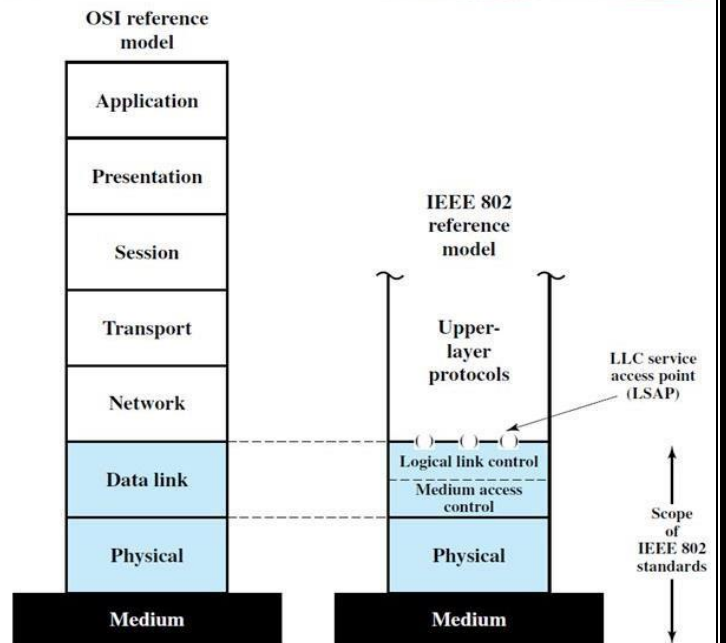 OSI reference
model
Application
Presentation
Session
Transport
Network
Data link
Physical
Medium
IEEE 802
reference
model
Upper-
layer
protocols
LLC service
access point
(LSAP)
Logical link control
Medium access
control
Physical
Medium
Scope
of
IEEE 802
standards